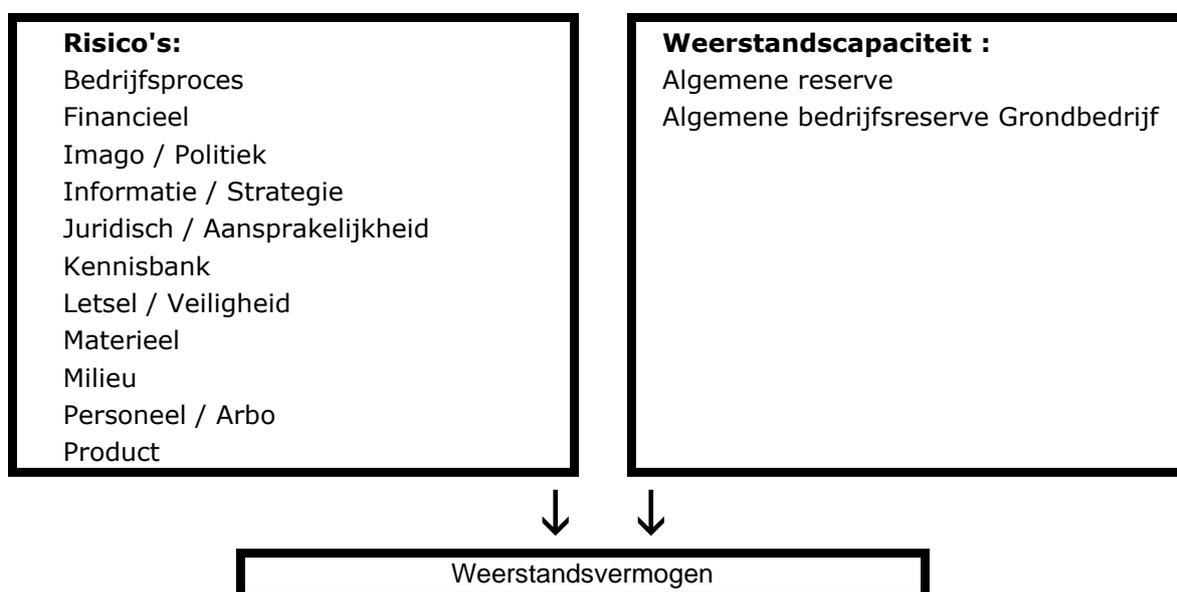 Risico's:
Bedrijfsproces
Financieel
Imago / Politiek
Informatie / Strategie
Juridisch / Aansprakelijkheid
Kennisbank
Letsel / Veiligheid
Materieel
Milieu
Personeel / Arbo
Product
Weerstandscapaciteit :
Algemene reserve
Algemene bedrijfsreserve Grondbedrijf
Weerstandsvermogen